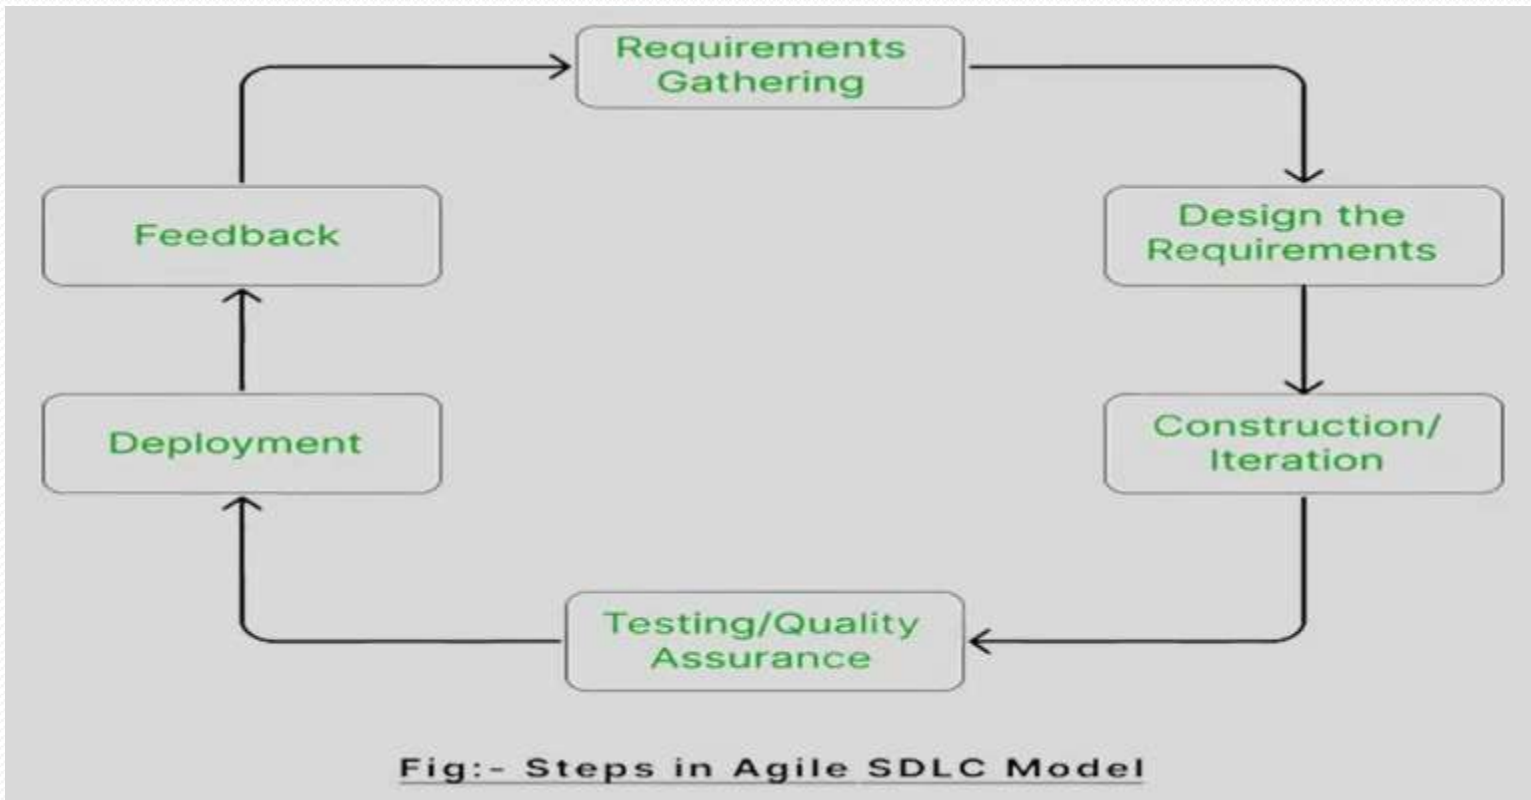 Requirements
Gathering
Design the
Requirements
Construction/
Iteration
Testing/Quality
Assurance
Deployment
Feedback
Fig:- Steps in Agile SDLC Model